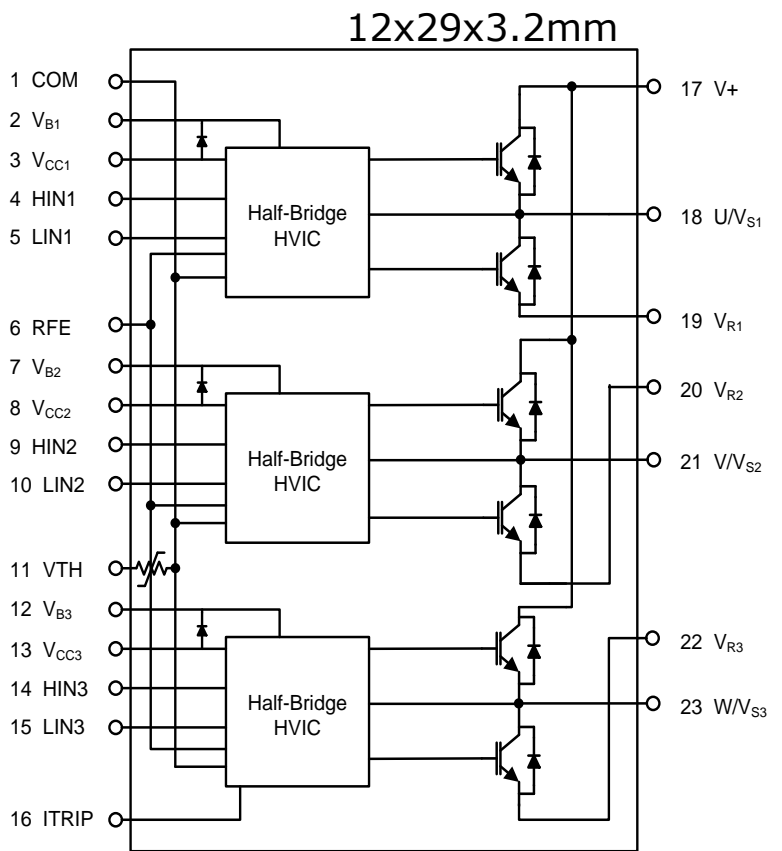 12x29x3.2mm
1 COM
2 VB1
3 VCC1
4 HIN1
5 LIN1
6 RFE
7 VB2
8 VCC2
9 HIN2
10 LIN2
11 VTH
12 VB3
13 VCC3
14 HIN3
15 LIN3
16 ITRIP
Half-Bridge
HVIC
Half-Bridge
HVIC
Half-Bridge
HVIC
17 V+
18 U/VS1
19 VR1
20 VR2
21 V/VS2
22 VR3
23 W/VS3